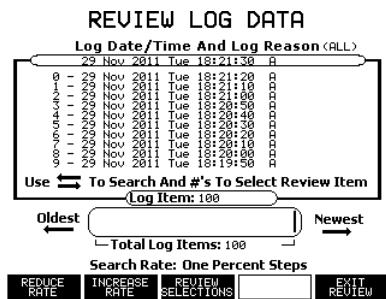 REVIEW LOG DATA
Log Date/Time And Log Reason (ALL)
29 Nov 2011 Tue 18:21:30 A
0 - 29 Nov 2011 Tue 18:21:20 A
1 - 29 Nov 2011 Tue 18:21:10 A
2 - 29 Nov 2011 Tue 18:21:00 A
3 - 29 Nov 2011 Tue 18:20:50 A
4 - 29 Nov 2011 Tue 18:20:40 A
5 - 29 Nov 2011 Tue 18:20:30 A
6 - 29 Nov 2011 Tue 18:20:20 A
7 - 29 Nov 2011 Tue 18:20:10 A
8 - 29 Nov 2011 Tue 18:20:00 A
9 - 29 Nov 2011 Tue 18:19:50 A
Use To Search And #'s To Select Review Item
Log Item: 100
Oldest Newest
Total Log Items: 100
Search Rate: One Percent Steps
REDUCE RATE INCREASE RATE REVIEW SELECTIONS EXIT REVIEW